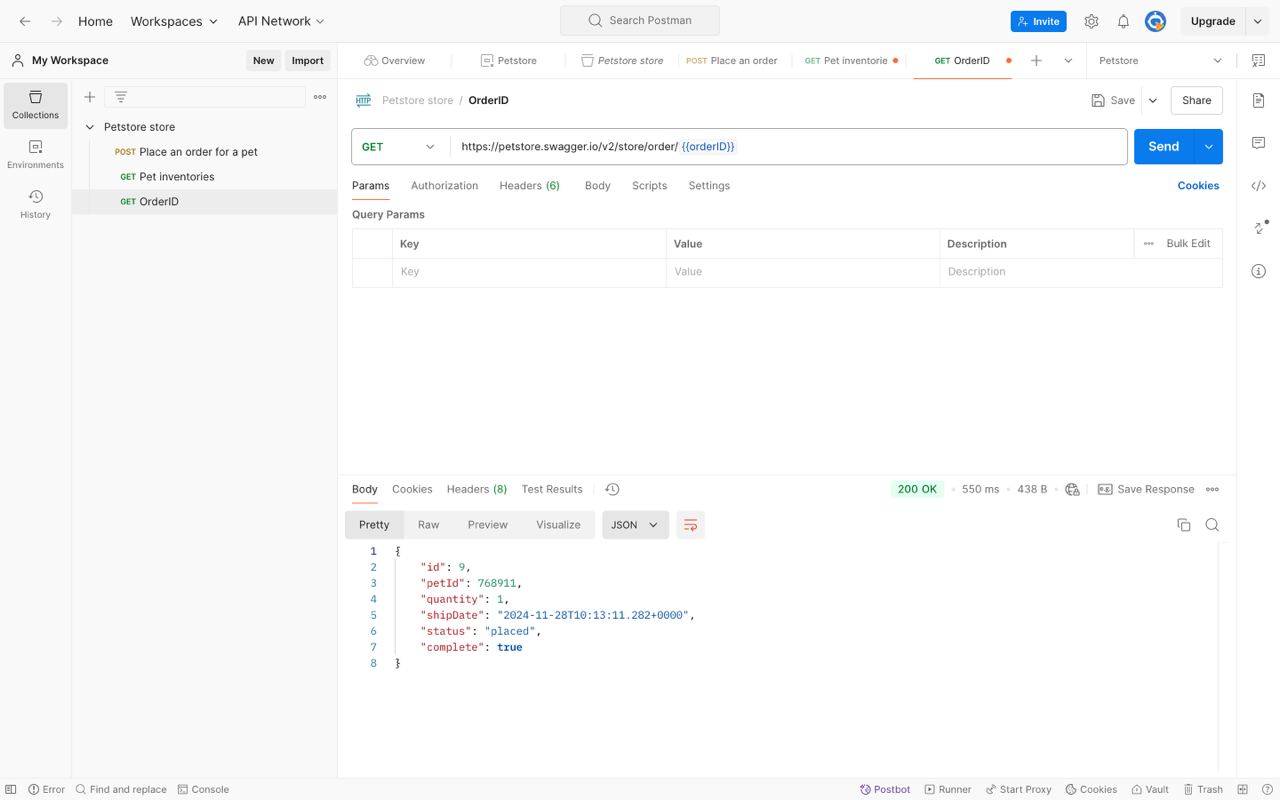 Home Workspaces API Network Search Postman Invite Upgrade
My Workspace New Import Overview Petstore Petstore store POST Place an order GET Pet inventorie GET OrderID Petstore
Collections
Environments
History
Petstore store
POST Place an order for a pet
GET Pet inventories
GET OrderID
HTTP Petstore store / OrderID Save Share
GET https://petstore.swagger.io/v2/store/order/ {{orderID}} Send
Params Authorization Headers (6) Body Scripts Settings Cookies
Query Params
Key Value Description Bulk Edit
Key Value Description
Body Cookies Headers (8) Test Results 200 OK 550 ms 438 B Save Response
Pretty Raw Preview Visualize JSON
1 {
2 "id": 9,
3 "petId": 768911,
4 "quantity": 1,
5 "shipDate": "2024-11-28T10:13:11.282+0000",
6 "status": "placed",
7 "complete": true
8 }
Error Find and replace Console Postbot Runner Start Proxy Cookies Vault Trash